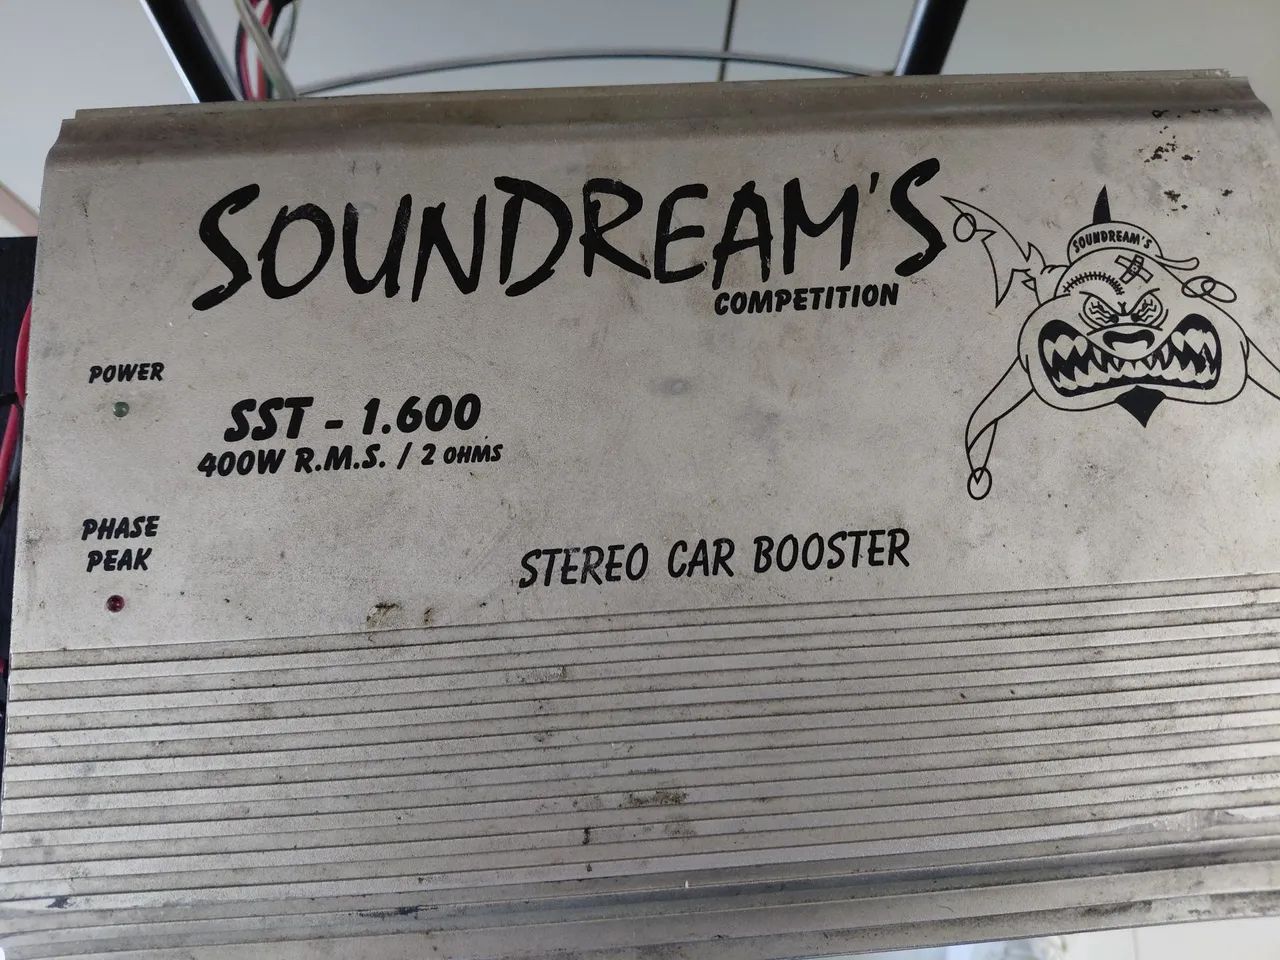 SOUNDREAM'S
COMPETITION
SOUNDREAM'S
POWER
SST - 1.600
400W R.M.S. / 2 OHMS
PHASE
PEAK
STEREO CAR BOOSTER